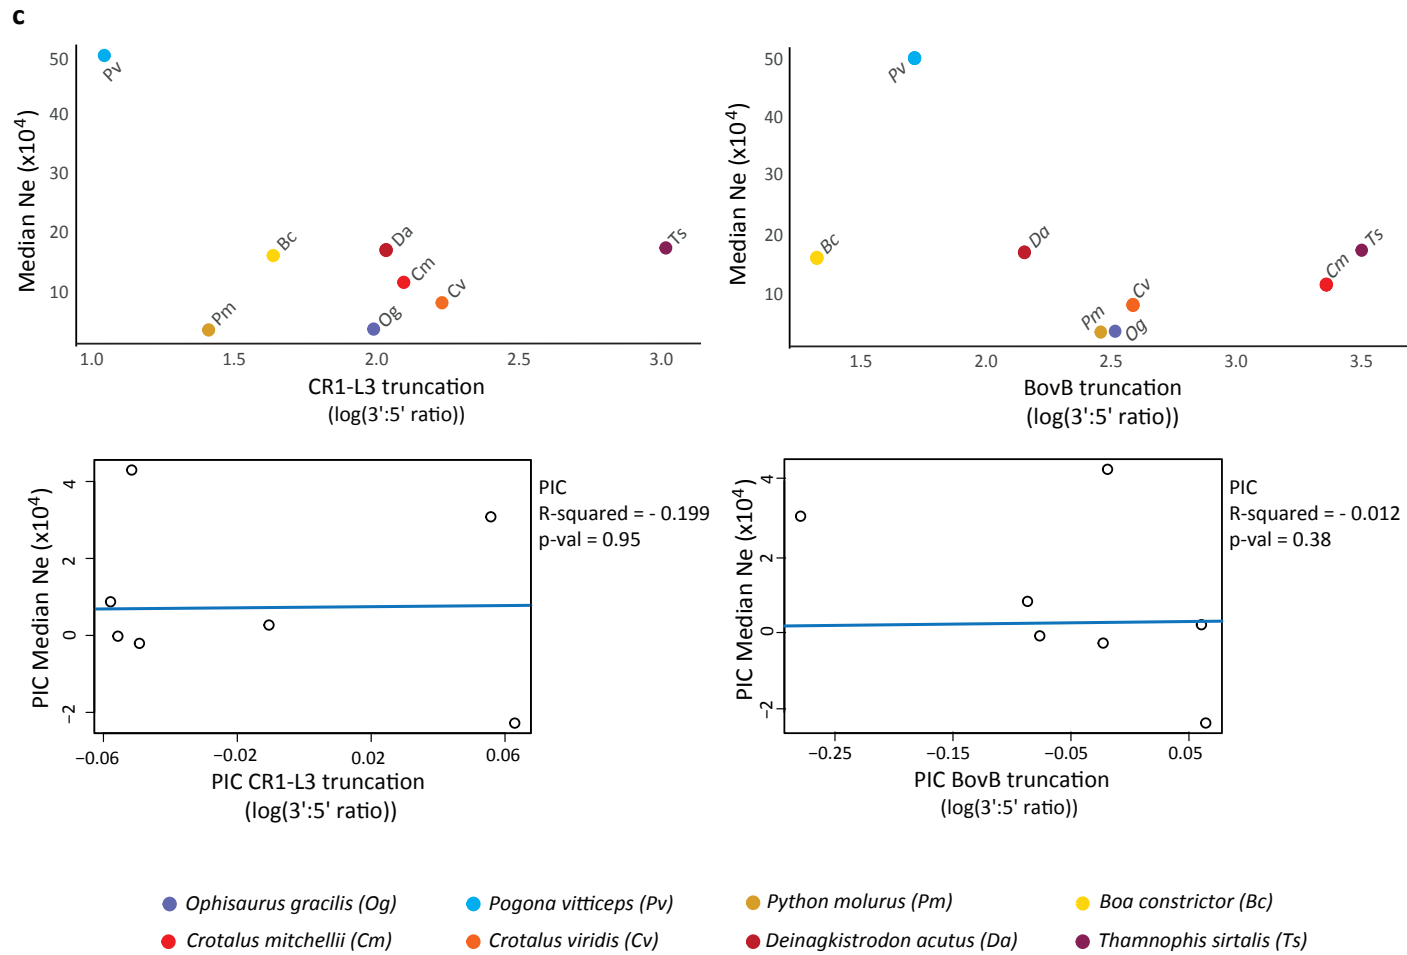 c
50
40
30
20
10
Median Ne (x10⁴)
Pv
Bc
Da
Ts
Cm
Cv
Pm
Og
1.0 1.5 2.0 2.5 3.0
CR1-L3 truncation
(log(3':5' ratio))
50
40
30
20
10
Median Ne (x10⁴)
Pv
Bc
Da
Ts
Cm
Cv
Pm
Og
1.5 2.0 2.5 3.0 3.5
BovB truncation
(log(3':5' ratio))
4
2
0
−2
PIC Median Ne (x10⁴)
PIC
R-squared = - 0.199
p-val = 0.95
−0.06 −0.02 0.02 0.06
PIC CR1-L3 truncation
(log(3':5' ratio))
4
2
0
−2
PIC Median Ne (x10⁴)
PIC
R-squared = - 0.012
p-val = 0.38
−0.25 −0.15 −0.05 0.05
PIC BovB truncation
(log(3':5' ratio))
Ophisaurus gracilis (Og) Pogona vitticeps (Pv) Python molurus (Pm) Boa constrictor (Bc)
Crotalus mitchellii (Cm) Crotalus viridis (Cv) Deinagkistrodon acutus (Da) Thamnophis sirtalis (Ts)